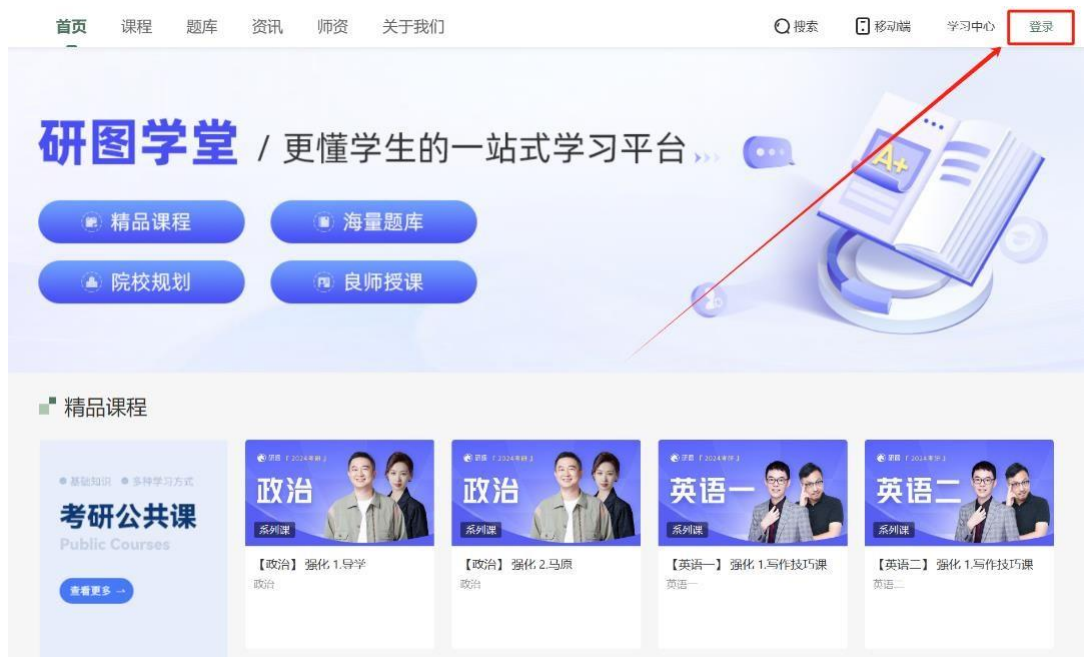 首页 课程 题库 资讯 师资 关于我们 搜索 移动端 学习中心 登录
研图学堂 / 更懂学生的一站式学习平台
精品课程 海量题库
院校规划 良师授课
A+
精品课程
基础知识 多种学习方式
考研公共课
Public Courses
查看更多
政治
系列课
【政治】强化 1.导学
政治
政治
系列课
【政治】强化 2.马原
政治
英语一
系列课
【英语一】强化 1.写作技巧课
英语一
英语二
系列课
【英语二】强化 1.写作技巧课
英语二